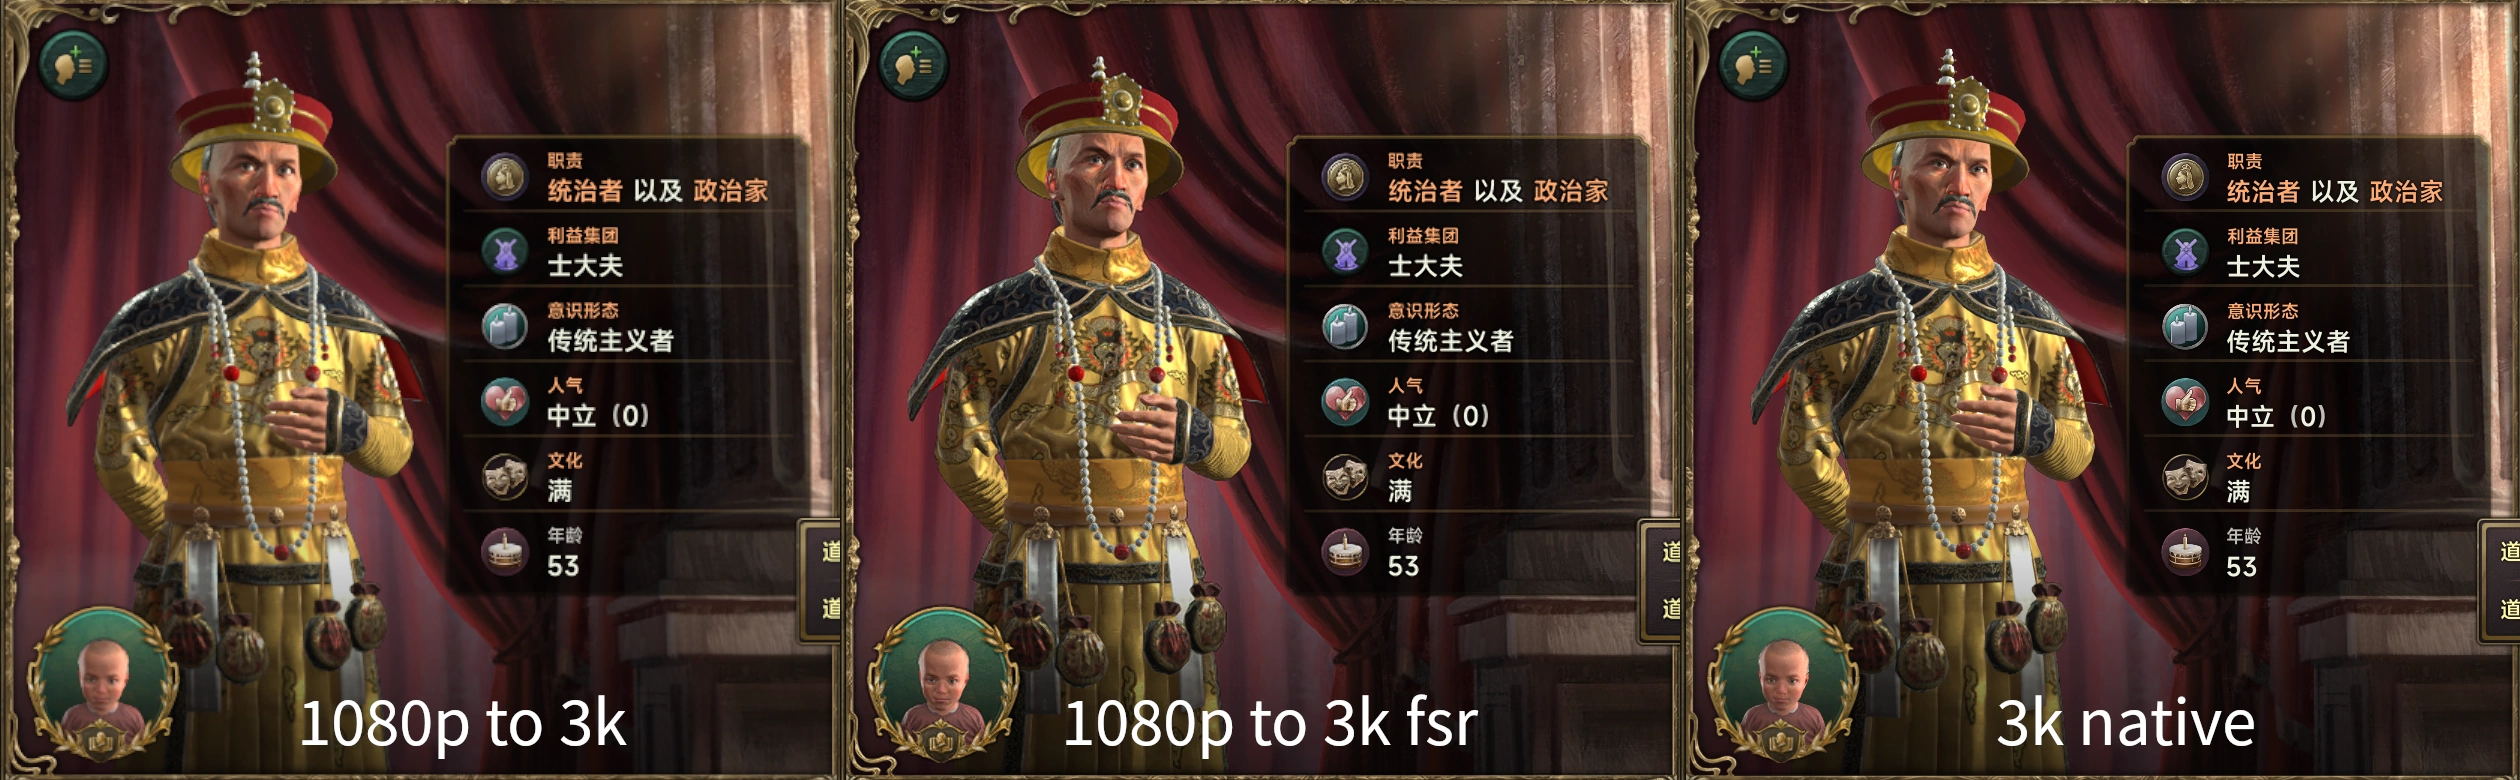 职责
统治者 以及 政治家
利益集团
士大夫
意识形态
传统主义者
人气
中立（0）
文化
满
年龄
53
道
道
1080p to 3k
职责
统治者 以及 政治家
利益集团
士大夫
意识形态
传统主义者
人气
中立（0）
文化
满
年龄
53
道
道
1080p to 3k fsr
职责
统治者 以及 政治家
利益集团
士大夫
意识形态
传统主义者
人气
中立（0）
文化
满
年龄
53
道
道
3k native